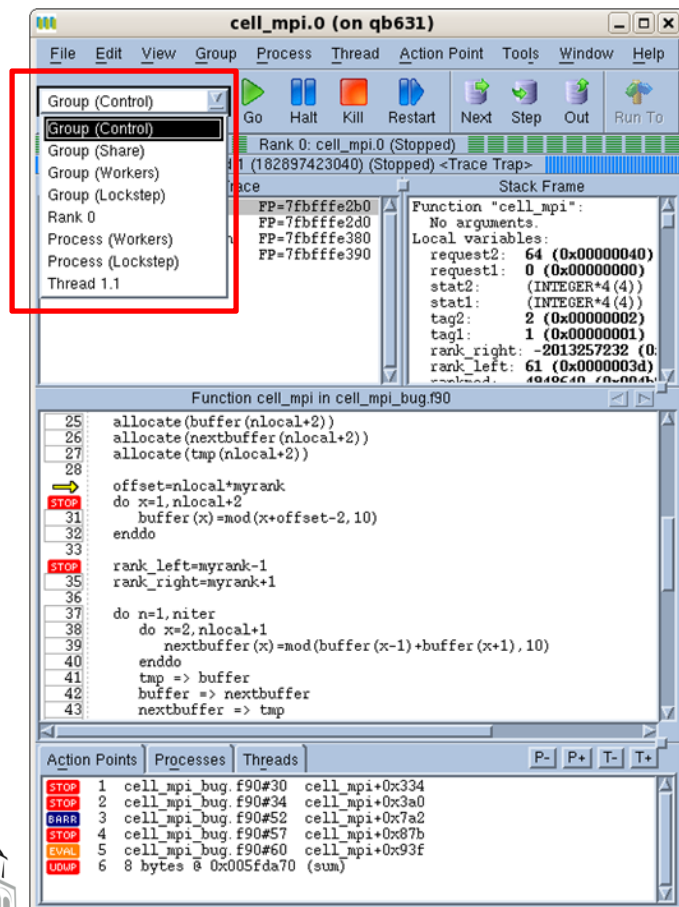 cell_mpi.0 (on qb631)
File Edit View Group Process Thread Action Point Tools Window Help
Group (Control)
Go Halt Kill Restart Next Step Out Run To
Group (Control)
Group (Share)
Group (Workers)
Group (Lockstep)
Rank 0
Process (Workers)
Process (Lockstep)
Thread 1.1
Rank 0: cell_mpi.0 (Stopped)
(182897423040) (Stopped) <Trace Trap>
Stack Frame
FP=7fbfffe2b0
FP=7fbfffe2d0
FP=7fbfffe380
FP=7fbfffe390
Function "cell_mpi":
No arguments.
Local variables:
request2: 64 (0x00000040)
request1: 0 (0x00000000)
stat2: (INTEGER*4(4))
stat1: (INTEGER*4(4))
tag2: 2 (0x00000002)
tag1: 1 (0x00000001)
rank_right: -2013257232 (0:
rank_left: 61 (0x0000003d)
Function cell_mpi in cell_mpi_bug.f90
25 allocate(buffer(nlocal+2))
26 allocate(nextbuffer(nlocal+2))
27 allocate(tmp(nlocal+2))
28
offset=nlocal*myrank
STOP do x=1,nlocal+2
31 buffer(x)=mod(x+offset-2,10)
32 enddo
33
STOP rank_left=myrank-1
35 rank_right=myrank+1
36
37 do n=1,niter
38 do x=2,nlocal+1
39 nextbuffer(x)=mod(buffer(x-1)+buffer(x+1),10)
40 enddo
41 tmp => buffer
42 buffer => nextbuffer
43 nextbuffer => tmp
Action Points Processes Threads P- P+ T- T+
STOP 1 cell_mpi_bug.f90#30 cell_mpi+0x334
STOP 2 cell_mpi_bug.f90#34 cell_mpi+0x3a0
BARR 3 cell_mpi_bug.f90#52 cell_mpi+0x7a2
STOP 4 cell_mpi_bug.f90#57 cell_mpi+0x87b
EVAL 5 cell_mpi_bug.f90#60 cell_mpi+0x93f
UDWP 6 8 bytes @ 0x005fda70 (sum)